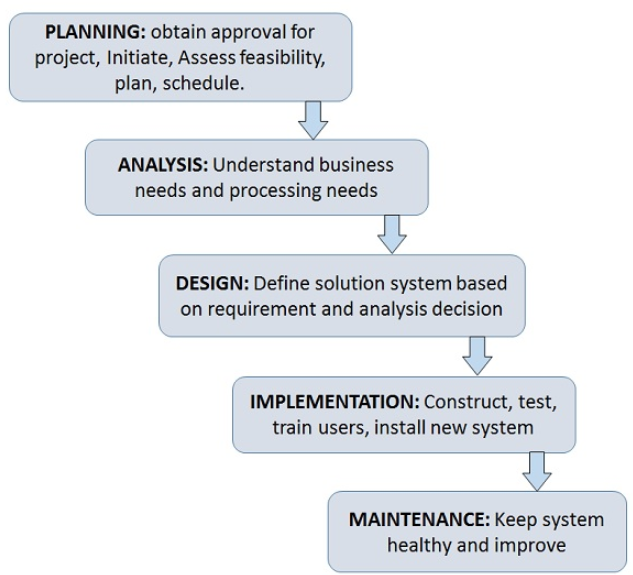 PLANNING: obtain approval for
project, Initiate, Assess feasibility,
plan, schedule.
ANALYSIS: Understand business
needs and processing needs
DESIGN: Define solution system based
on requirement and analysis decision
IMPLEMENTATION: Construct, test,
train users, install new system
MAINTENANCE: Keep system
healthy and improve